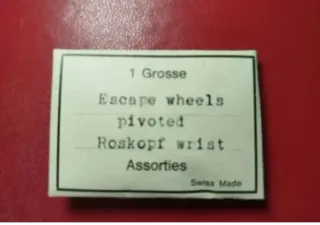 1 Grosse
Escape wheels
pivoted
Roskopf wrist
Assorties
Swiss Made